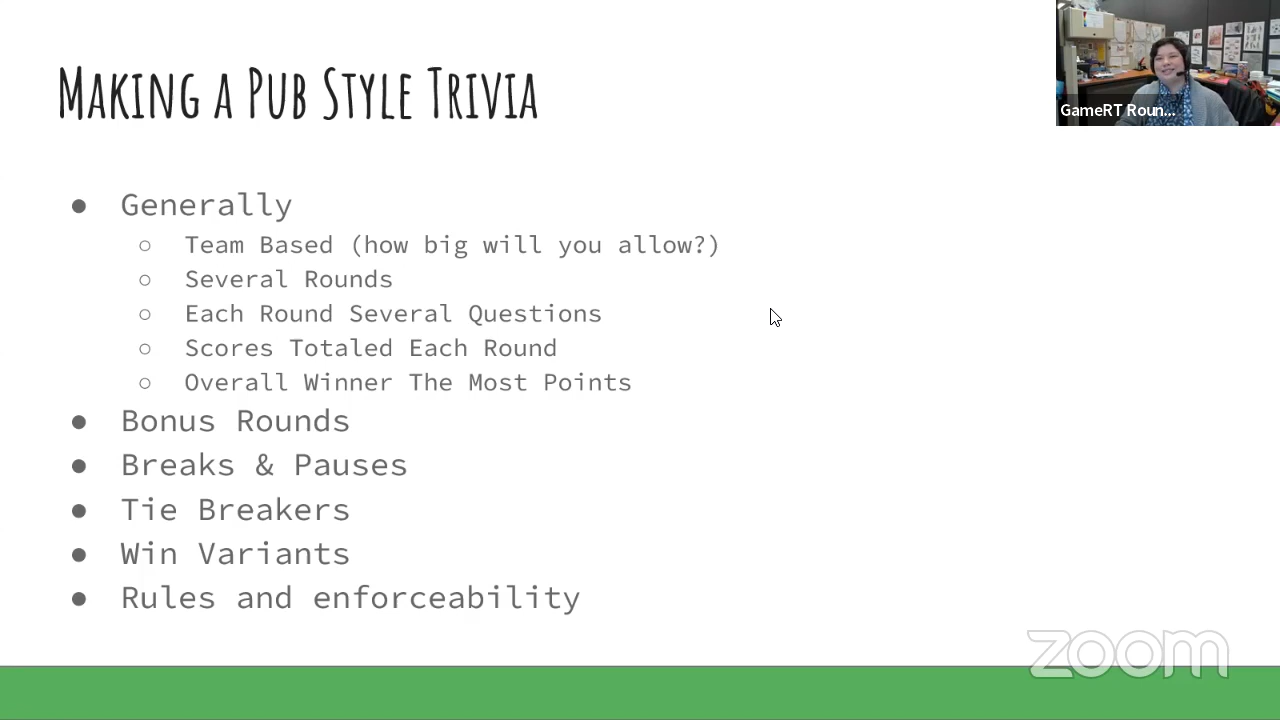 Making a Pub Style Trivia
GameRT Roun...
● Generally
○ Team Based (how big will you allow?)
○ Several Rounds
○ Each Round Several Questions
○ Scores Totaled Each Round
○ Overall Winner The Most Points
● Bonus Rounds
● Breaks & Pauses
● Tie Breakers
● Win Variants
● Rules and enforceability
zoom